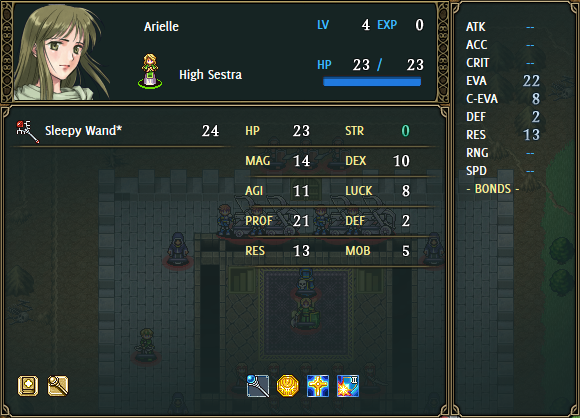 Arielle
LV 4 EXP 0
High Sestra
HP 23 / 23
Sleepy Wand* 24
HP 23 STR 0
MAG 14 DEX 10
AGI 11 LUCK 8
PROF 21 DEF 2
RES 13 MOB 5
ATK --
ACC --
CRIT --
EVA 22
C-EVA 8
DEF 2
RES 13
RNG --
SPD --
- BONDS -